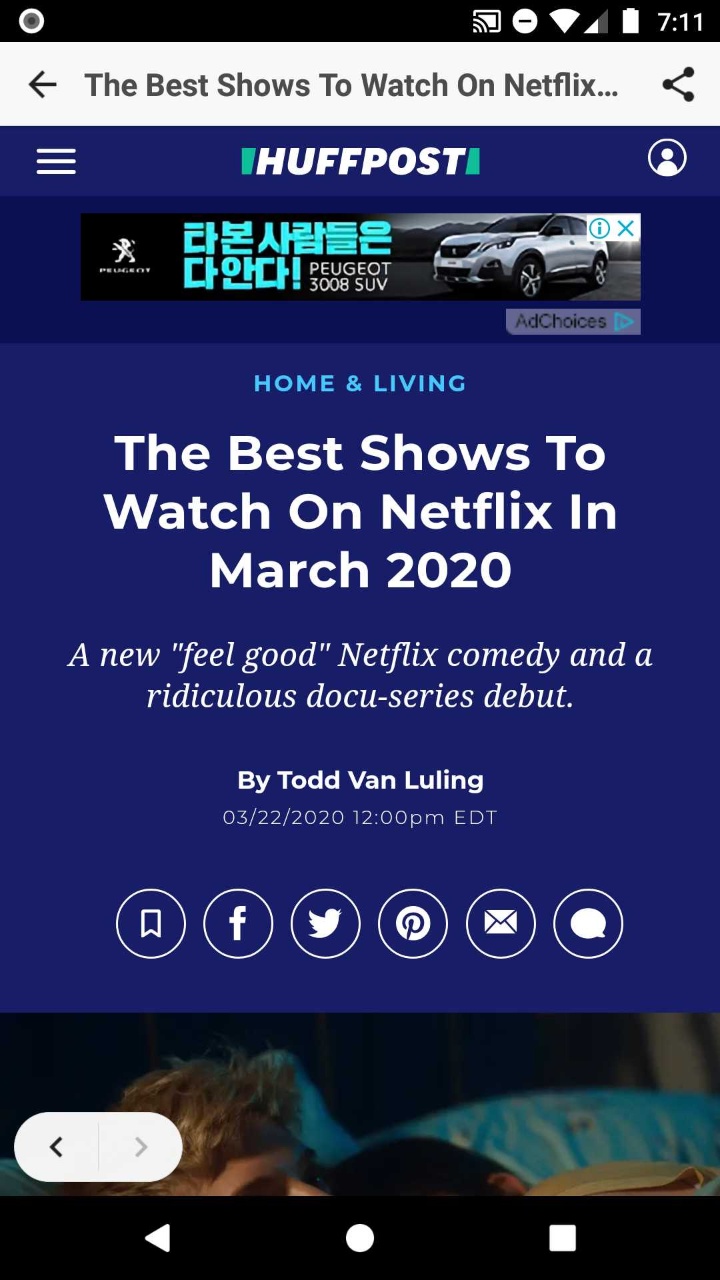 7:11
The Best Shows To Watch On Netflix...
HUFFPOST
PEUGEOT
타본 사람들은
다 안다! PEUGEOT
3008 SUV
AdChoices
HOME & LIVING
The Best Shows To
Watch On Netflix In
March 2020
A new "feel good" Netflix comedy and a
ridiculous docu-series debut.
By Todd Van Luling
03/22/2020 12:00pm EDT